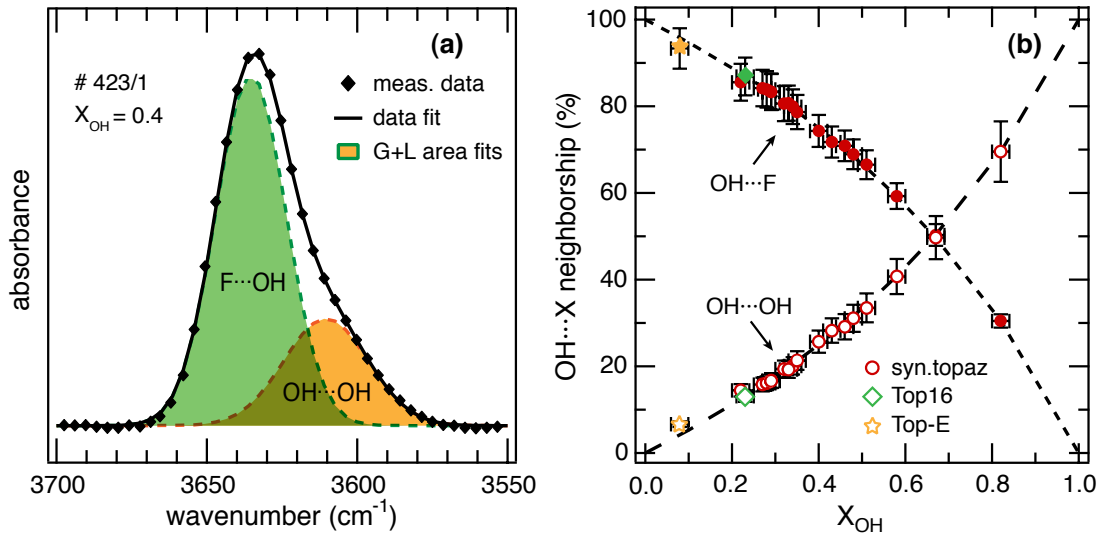 (a)
# 423/1
X_OH = 0.4
meas. data
data fit
G+L area fits
F···OH
OH···OH
absorbance
3700
3650
3600
3550
wavenumber (cm⁻¹)
(b)
100
80
60
40
20
0
OH···X neighborship (%)
OH···F
OH···OH
syn.topaz
Top16
Top-E
0.0
0.2
0.4
0.6
0.8
1.0
X_OH